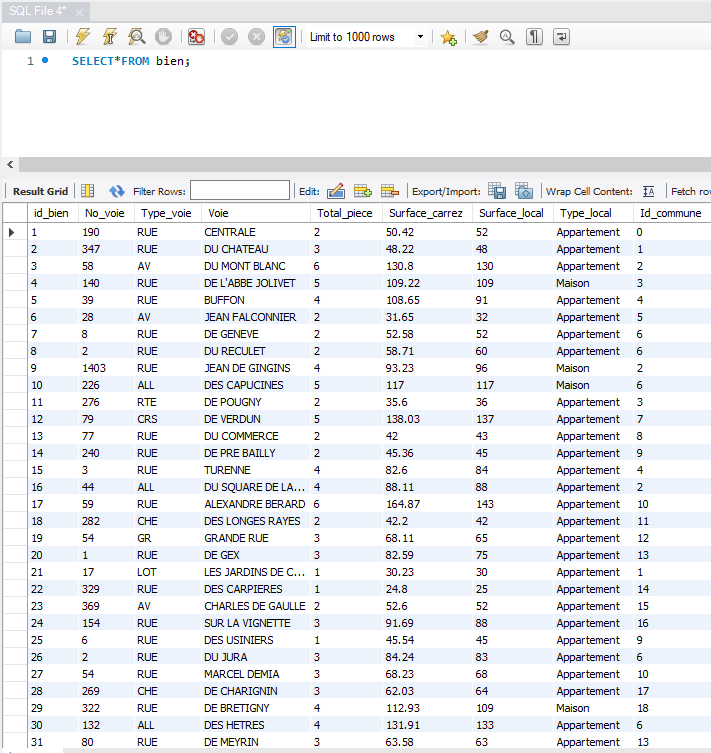 SQL File 4*
Limit to 1000 rows
1 SELECT*FROM bien;
Result Grid Filter Rows: Edit: Export/Import: Wrap Cell Content: Fetch rov
id_bien No_voie Type_voie Voie Total_piece Surface_carrez Surface_local Type_local Id_commune
1 190 RUE CENTRALE 2 50.42 52 Appartement 0
2 347 RUE DU CHATEAU 3 48.22 48 Appartement 1
3 58 AV DU MONT BLANC 6 130.8 130 Appartement 2
4 140 RUE DE L'ABBE JOLIVET 5 109.22 109 Maison 3
5 39 RUE BUFFON 4 108.65 91 Appartement 4
6 28 AV JEAN FALCONNIER 2 31.65 32 Appartement 5
7 8 RUE DE GENEVE 2 52.58 52 Appartement 6
8 2 RUE DU RECULET 2 58.71 60 Appartement 6
9 1403 RUE JEAN DE GINGINS 4 93.23 96 Maison 2
10 226 ALL DES CAPUCINES 5 117 117 Maison 6
11 276 RTE DE POUGNY 2 35.6 36 Appartement 3
12 79 CRS DE VERDUN 5 138.03 137 Appartement 7
13 77 RUE DU COMMERCE 2 42 43 Appartement 8
14 240 RUE DE PRE BAILLY 2 45.36 45 Appartement 9
15 3 RUE TURENNE 4 82.6 84 Appartement 4
16 44 ALL DU SQUARE DE LA... 4 88.11 88 Appartement 2
17 59 RUE ALEXANDRE BERARD 6 164.87 143 Appartement 10
18 282 CHE DES LONGES RAYES 2 42.2 42 Appartement 11
19 54 GR GRANDE RUE 3 68.11 65 Appartement 12
20 1 RUE DE GEX 3 82.59 75 Appartement 13
21 17 LOT LES JARDINS DE C... 1 30.23 30 Appartement 1
22 329 RUE DES CARPIERES 1 24.8 25 Appartement 14
23 369 AV CHARLES DE GAULLE 2 52.6 52 Appartement 15
24 154 RUE SUR LA VIGNETTE 3 91.69 88 Appartement 16
25 6 RUE DES USINIERS 1 45.54 45 Appartement 9
26 2 RUE DU JURA 3 84.24 83 Appartement 6
27 54 RUE MARCEL DEMIA 3 68.23 68 Appartement 10
28 269 CHE DE CHARIGNIN 3 62.03 64 Appartement 17
29 322 RUE DE BRETIGNY 4 112.93 109 Maison 18
30 132 ALL DES HETRES 4 131.91 133 Appartement 6
31 80 RUE DE MEYRIN 3 63.58 63 Appartement 13